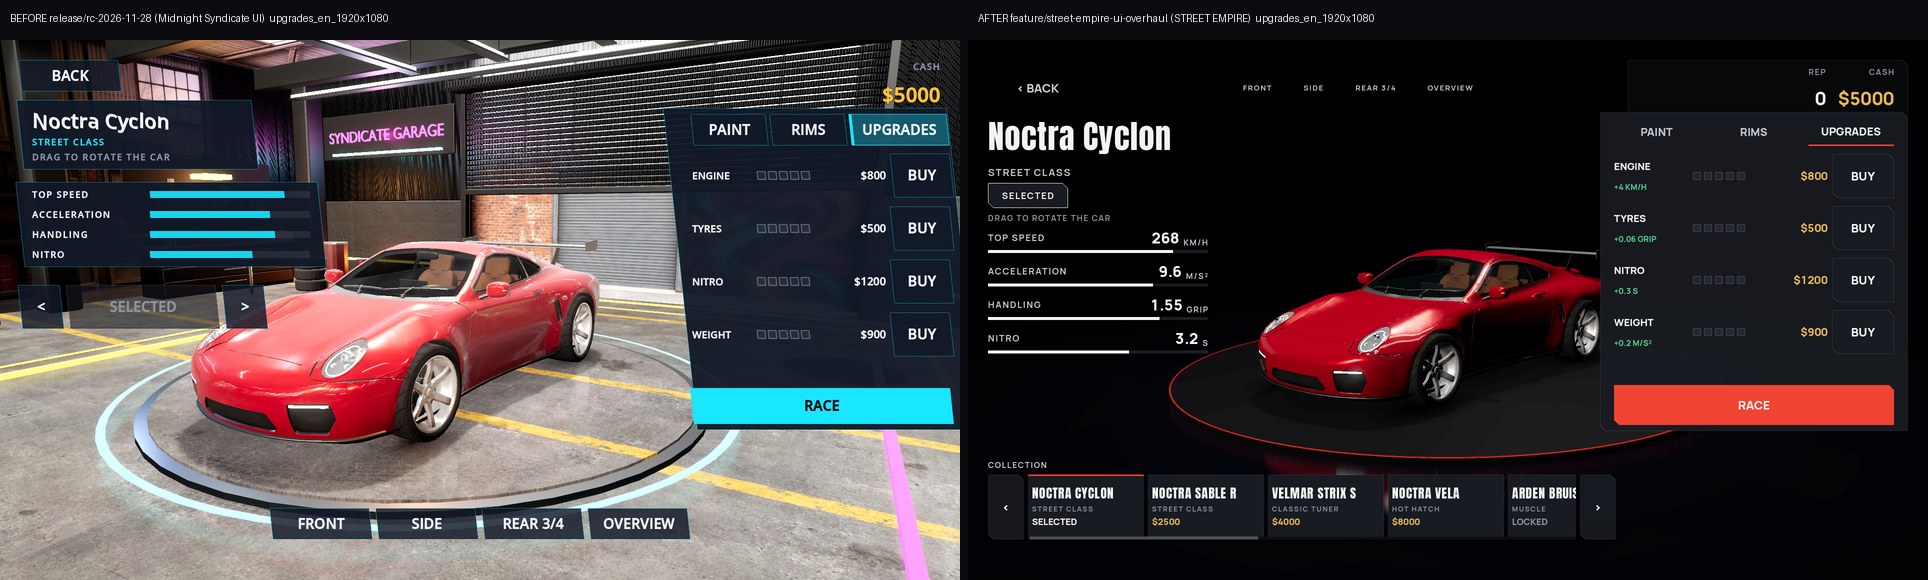 BEFORE release/rc-2026-11-28 (Midnight Syndicate UI) upgrades_en_1920x1080
BACK
Noctra Cyclon
STREET CLASS
DRAG TO ROTATE THE CAR
TOP SPEED
ACCELERATION
HANDLING
NITRO
< SELECTED >
SYNDICATE GARAGE
CASH
$5000
PAINT RIMS UPGRADES
ENGINE $800 BUY
TYRES $500 BUY
NITRO $1200 BUY
WEIGHT $900 BUY
RACE
FRONT SIDE REAR 3/4 OVERVIEW
AFTER feature/street-empire-ui-overhaul (STREET EMPIRE) upgrades_en_1920x1080
‹ BACK
FRONT SIDE REAR 3/4 OVERVIEW
REP CASH
0 $5000
Noctra Cyclon
STREET CLASS
SELECTED
DRAG TO ROTATE THE CAR
TOP SPEED 268 KM/H
ACCELERATION 9.6 M/S²
HANDLING 1.55 GRIP
NITRO 3.2 S
PAINT RIMS UPGRADES
ENGINE $800 BUY
+4 KM/H
TYRES $500 BUY
+0.06 GRIP
NITRO $1200 BUY
+0.3 S
WEIGHT $900 BUY
+0.2 M/S²
RACE
COLLECTION
‹
NOCTRA CYCLON
STREET CLASS
SELECTED
NOCTRA SABLE R
STREET CLASS
$2500
VELMAR STRIX S
CLASSIC TUNER
$4000
NOCTRA VELA
HOT HATCH
$8000
ARDEN BRUIS
MUSCLE
LOCKED
›